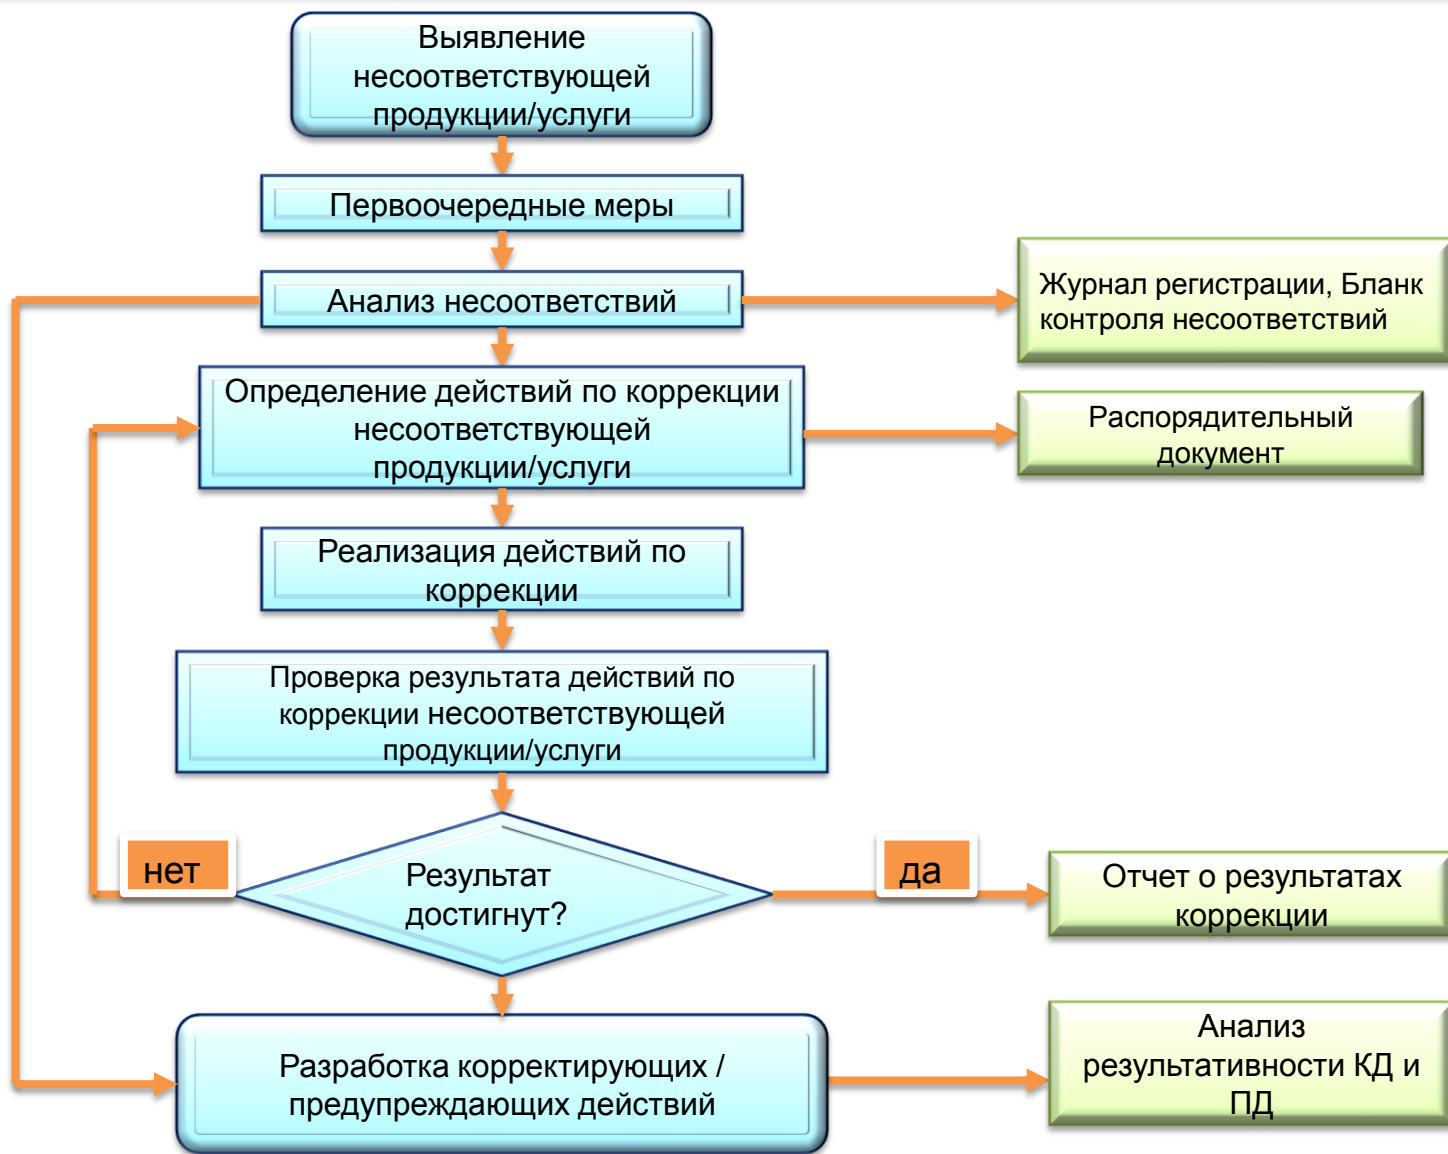 Выявление
несоответствующей
продукции/услуги
Первоочередные меры
Анализ несоответствий
Журнал регистрации, Бланк
контроля несоответствий
Определение действий по коррекции
несоответствующей
продукции/услуги
Распорядительный
документ
Реализация действий по
коррекции
Проверка результата действий по
коррекции несоответствующей
продукции/услуги
нет
Результат
достигнут?
да
Отчет о результатах
коррекции
Разработка корректирующих /
предупреждающих действий
Анализ
результативности КД и
ПД